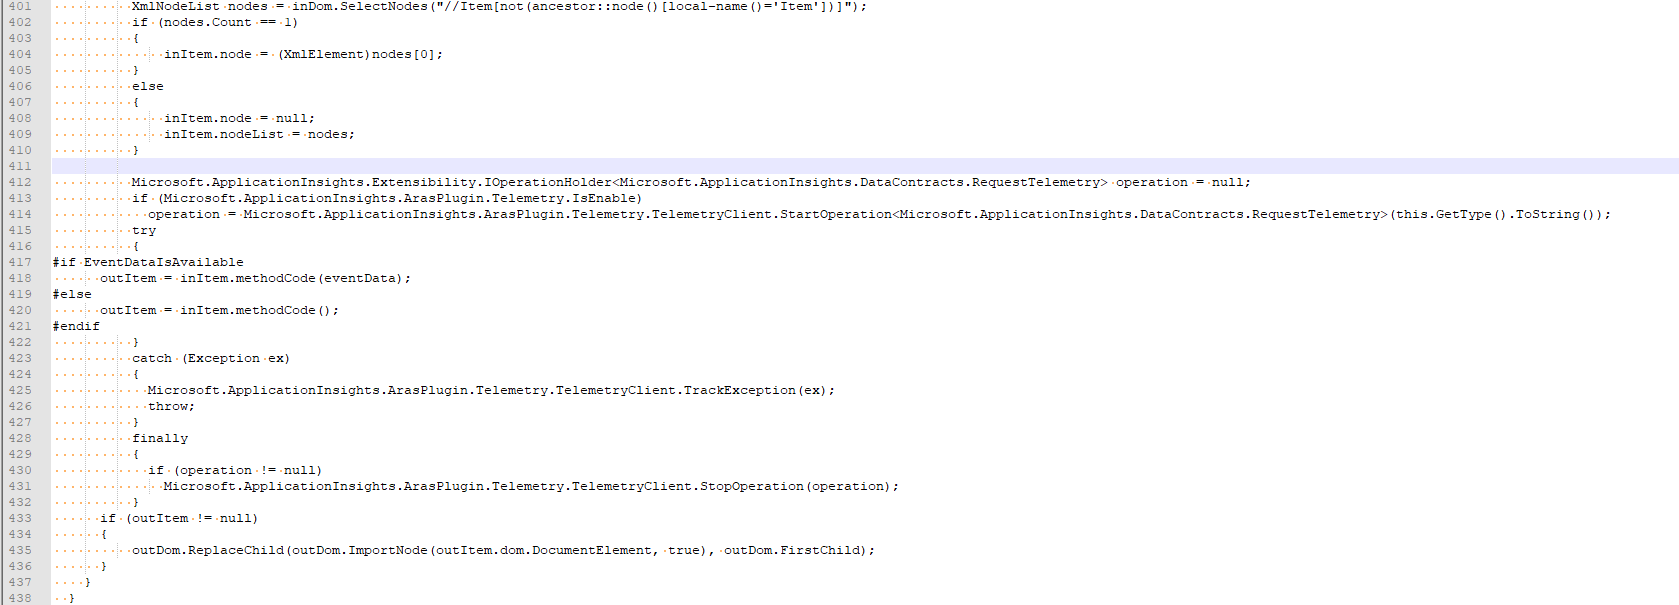 401 XmlNodeList nodes = inDom.SelectNodes("//Item[not(ancestor::node()[local-name()='Item'])]");
402 if (nodes.Count == 1)
403 {
404 inItem.node = (XmlElement)nodes[0];
405 }
406 else
407 {
408 inItem.node = null;
409 inItem.nodeList = nodes;
410 }
411
412 Microsoft.ApplicationInsights.Extensibility.IOperationHolder<Microsoft.ApplicationInsights.DataContracts.RequestTelemetry> operation = null;
413 if (Microsoft.ApplicationInsights.ArasPlugin.Telemetry.IsEnable)
414 operation = Microsoft.ApplicationInsights.ArasPlugin.Telemetry.TelemetryClient.StartOperation<Microsoft.ApplicationInsights.DataContracts.RequestTelemetry>(this.GetType().ToString());
415 try
416 {
417 #if EventDataIsAvailable
418 outItem = inItem.methodCode(eventData);
419 #else
420 outItem = inItem.methodCode();
421 #endif
422 }
423 catch (Exception ex)
424 {
425 Microsoft.ApplicationInsights.ArasPlugin.Telemetry.TelemetryClient.TrackException(ex);
426 throw;
427 }
428 finally
429 {
430 if (operation != null)
431 Microsoft.ApplicationInsights.ArasPlugin.Telemetry.TelemetryClient.StopOperation(operation);
432 }
433 if (outItem != null)
434 {
435 outDom.ReplaceChild(outDom.ImportNode(outItem.dom.DocumentElement, true), outDom.FirstChild);
436 }
437 }
438 }